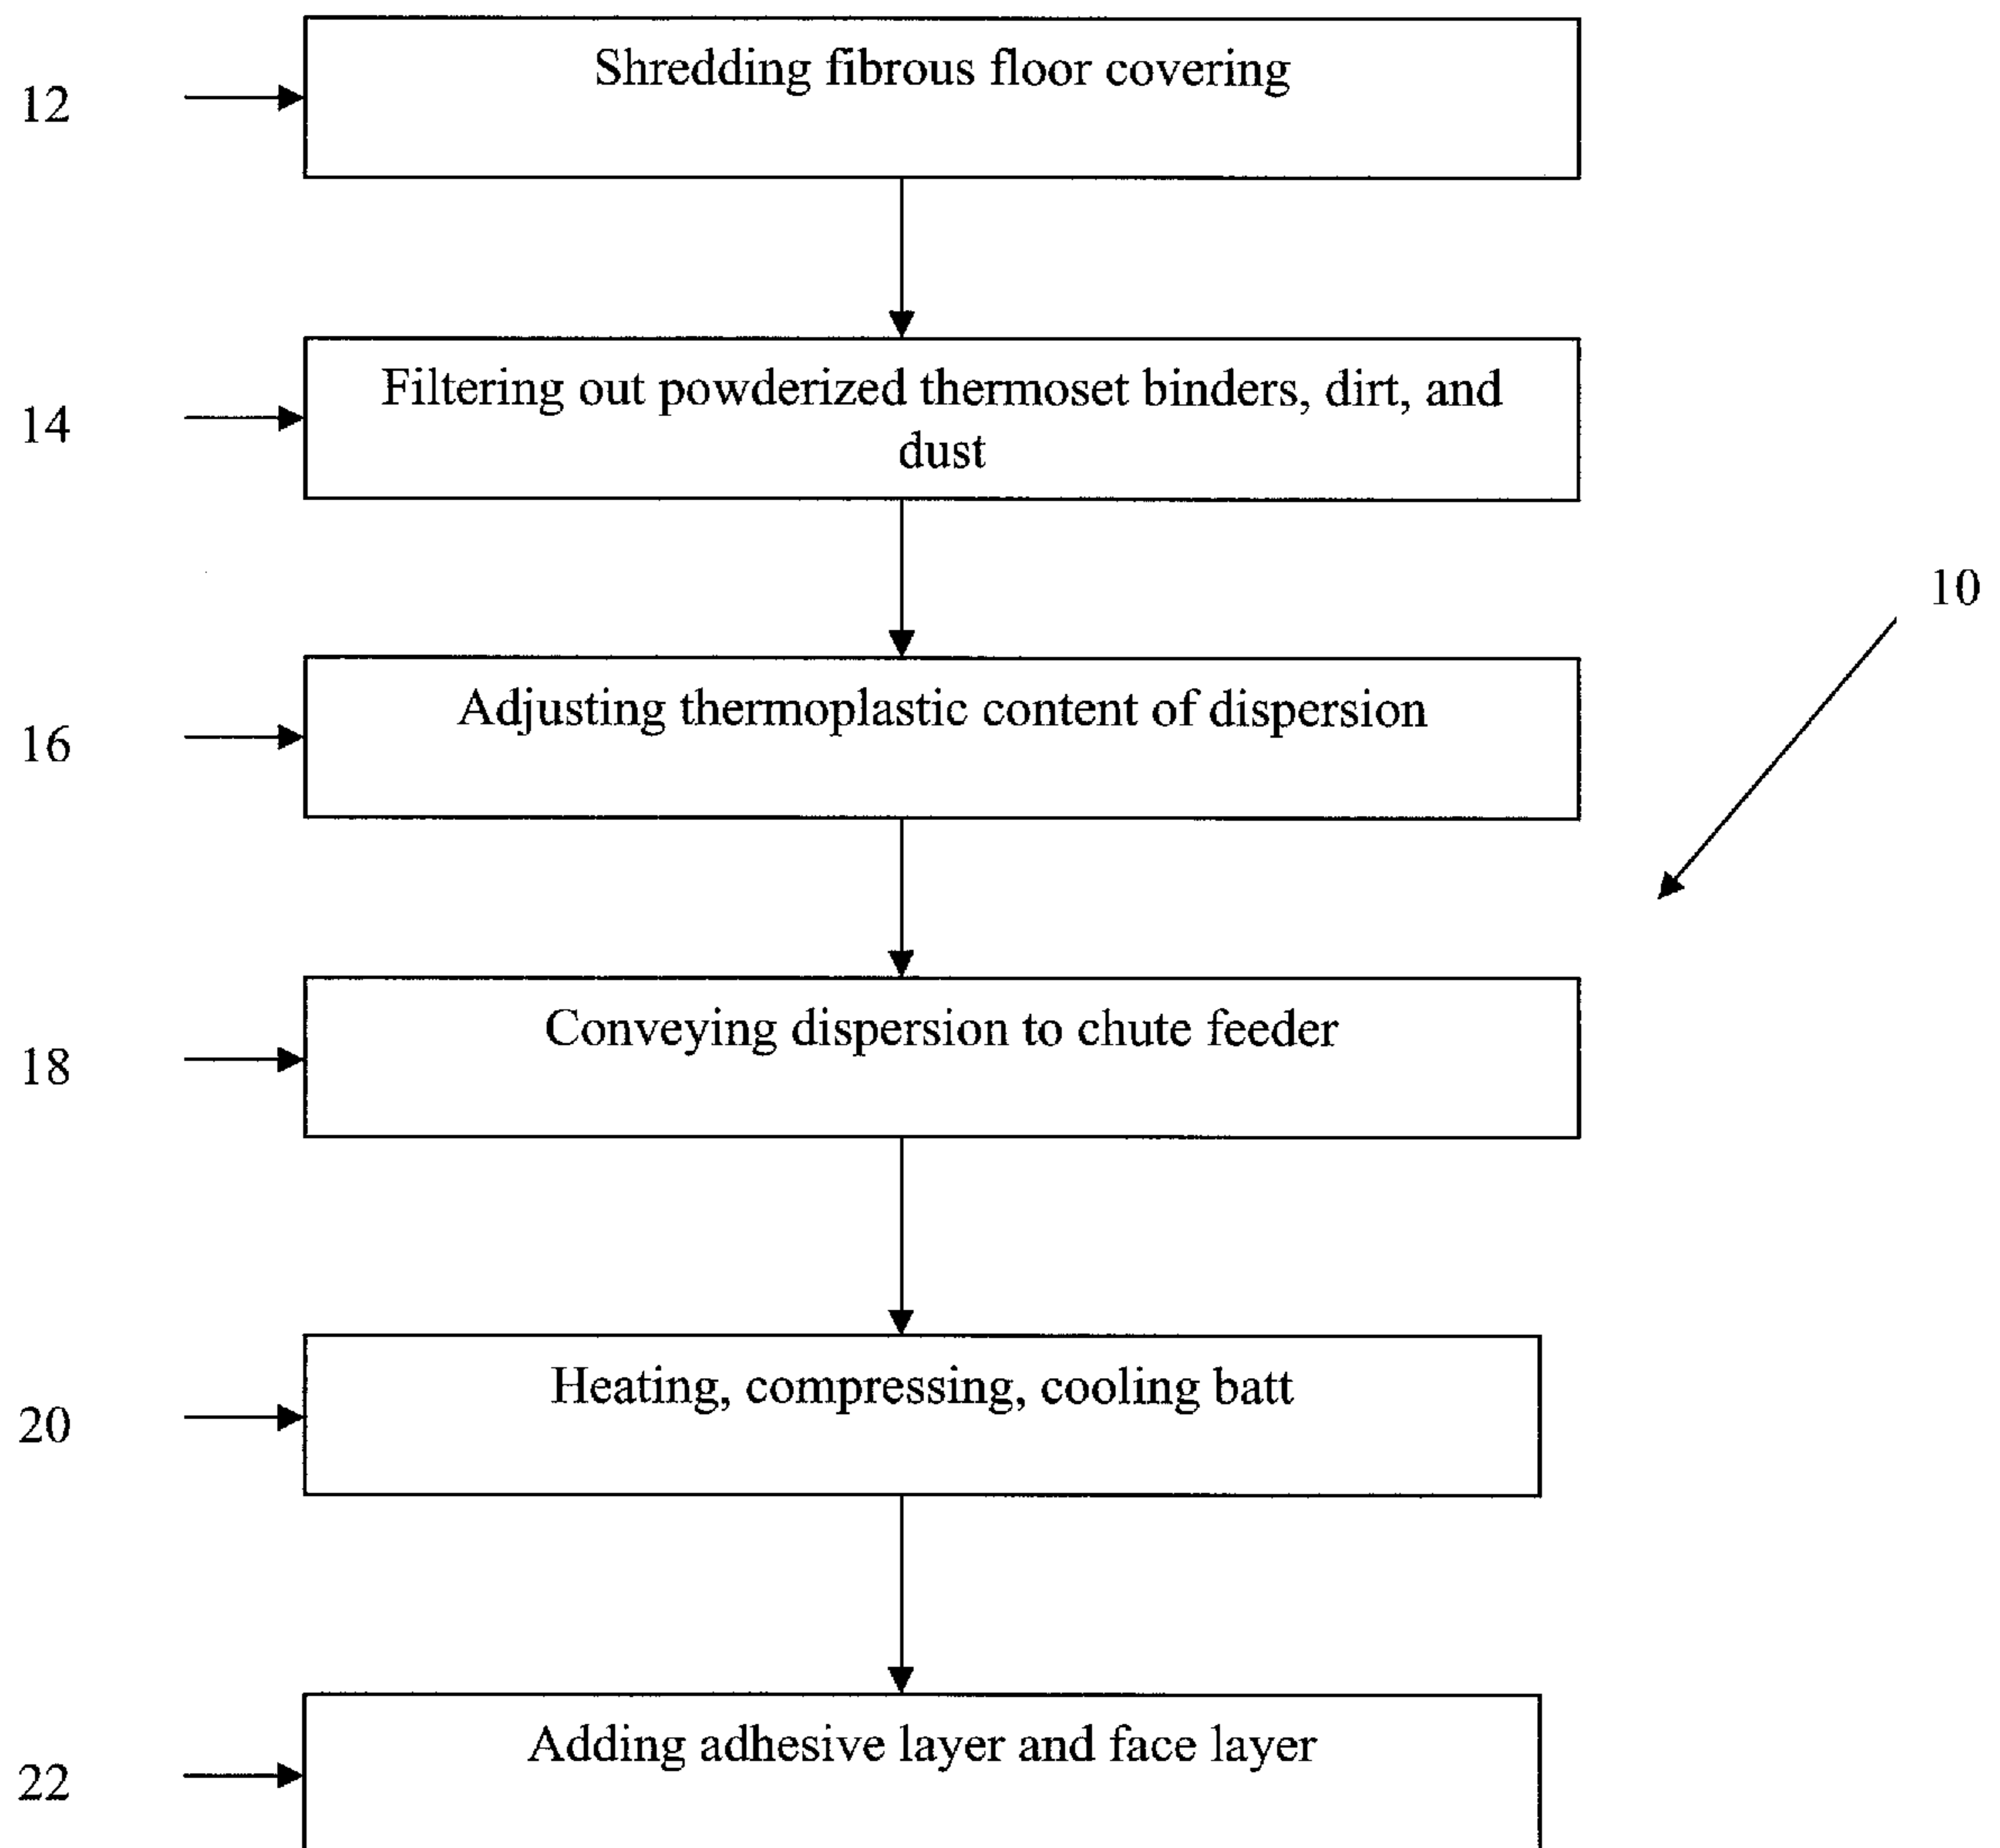 Shredding fibrous floor covering
12
Filtering out powderized thermoset binders, dirt, and
dust
14
10
Adjusting thermoplastic content of dispersion
16
Conveying dispersion to chute feeder
18
Heating, compressing, cooling batt
20
Adding adhesive layer and face layer
22